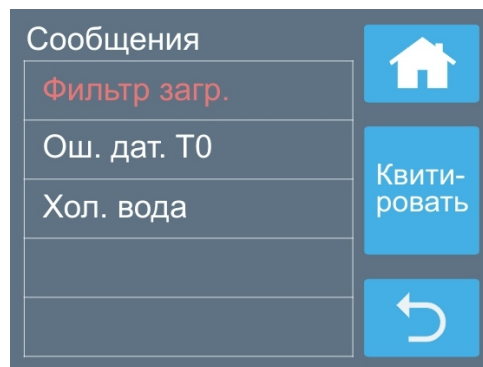 Сообщения
Фильтр загр.
Ош. дат. Т0
Хол. вода
Квити-
ровать